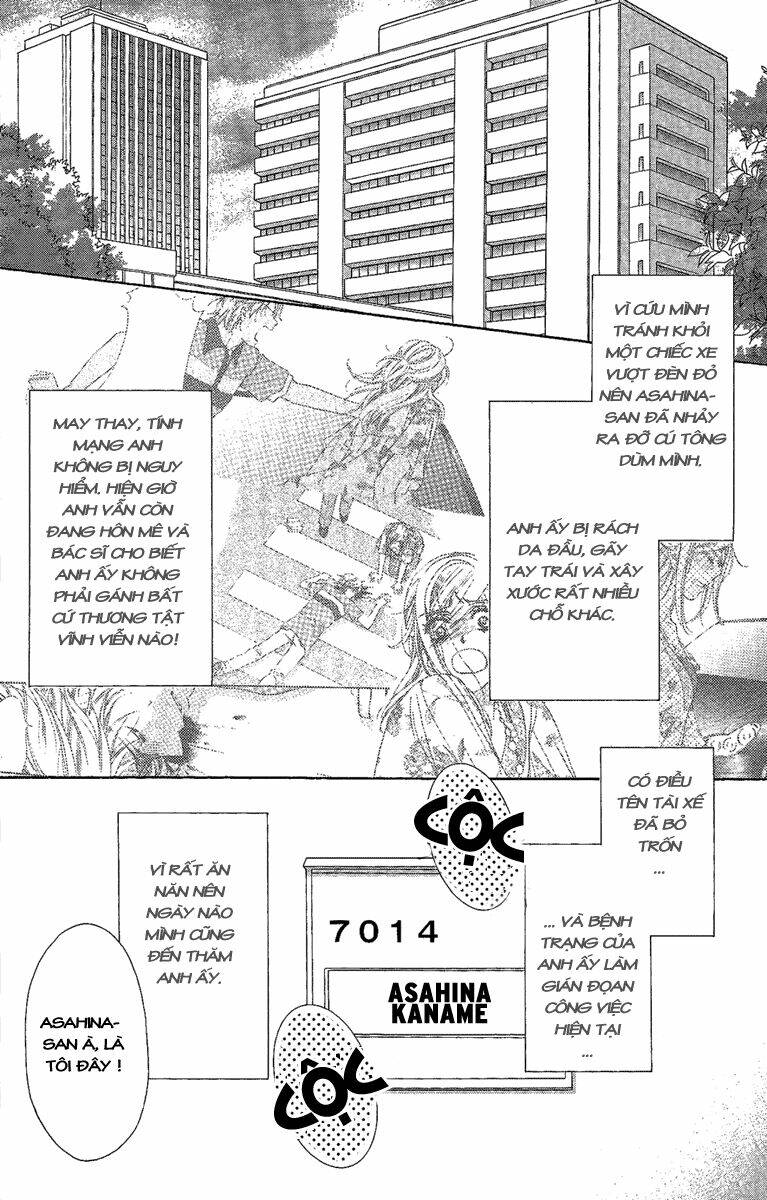 VÌ CỨU MÌNH
TRÁNH KHỎI
MỘT CHIẾC XE
VƯỢT ĐÈN ĐỎ
NÊN ASAHINA-
SAN ĐÃ NHẢY
RA ĐỠ CÚ TÔNG
DÙM MÌNH.
ANH ẤY BỊ RÁCH
DA ĐẦU, GÃY
TAY TRÁI VÀ XÂY
XƯỚC RẤT NHIỀU
CHỖ KHÁC.
MAY THAY, TÍNH
MẠNG ANH
KHÔNG BỊ NGUY
HIỂM. HIỆN GIỜ
ANH VẪN CÒN
ĐANG HÔN MÊ VÀ
BÁC SĨ CHO BIẾT
ANH ẤY KHÔNG
PHẢI GÁNH BẤT
CỨ THƯƠNG TẬT
VĨNH VIỄN NÀO!
CÓ ĐIỀU
TÊN TÀI XẾ
ĐÃ BỎ
TRỐN
...
... VÀ BỆNH
TRẠNG CỦA
ANH ẤY LÀM
GIÁN ĐOẠN
CÔNG VIỆC
HIỆN TẠI
...
CỘC
7014
ASAHINA
KANAME
CỘC
VÌ RẤT ĂN
NĂN NÊN
NGÀY NÀO
MÌNH CŨNG
ĐẾN THĂM
ANH ẤY.
ASAHINA-
SAN À, LÀ
TÔI ĐÂY !